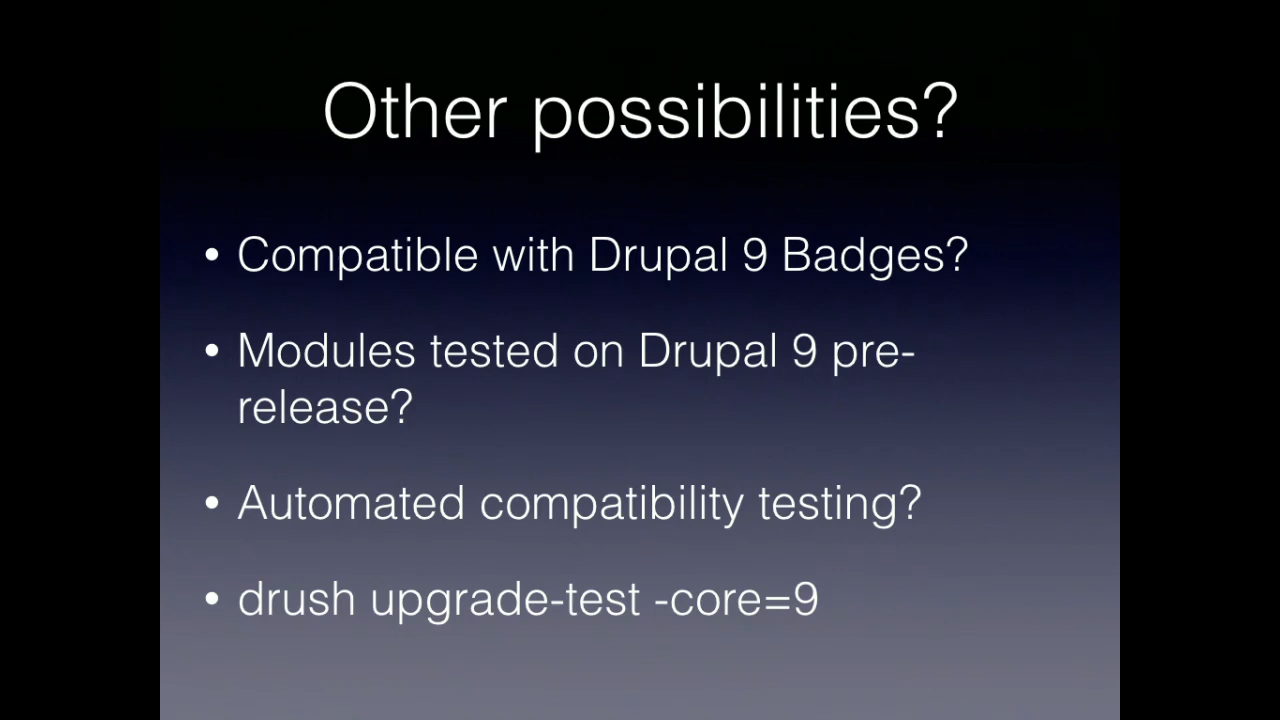 Other possibilities?
• Compatible with Drupal 9 Badges?
• Modules tested on Drupal 9 pre-
release?
• Automated compatibility testing?
• drush upgrade-test -core=9